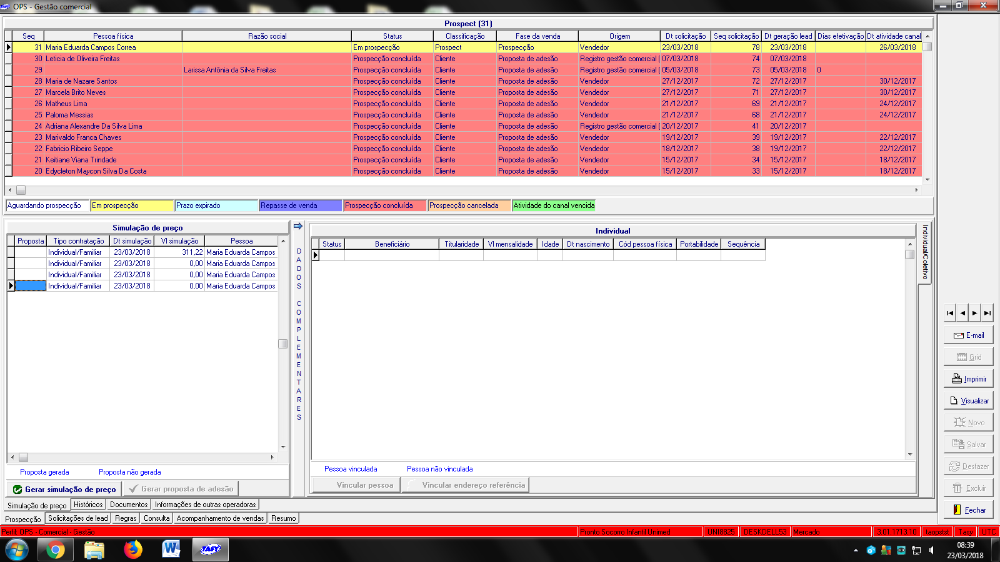 TASY OPS - Gestão comercial
Prospect (31)
Seq Pessoa física Razão social Status Classificação Fase da venda Origem Dt solicitação Seq solicitação Dt geração lead Dias efetivação Dt atividade canal
31 Maria Eduarda Campos Correa Em prospecção Prospect Prospecção Vendedor 23/03/2018 78 23/03/2018 26/03/2018
30 Leticia de Oliveira Freitas Prospecção concluída Cliente Proposta de adesão Registro gestão comercial ( 07/03/2018 74 07/03/2018
29 Larissa Antônia da Silva Freitas Prospecção concluída Cliente Proposta de adesão Registro gestão comercial ( 05/03/2018 73 05/03/2018 0
28 Maria de Nazare Santos Prospecção concluída Cliente Proposta de adesão Vendedor 27/12/2017 72 27/12/2017 30/12/2017
27 Marcela Brito Neves Prospecção concluída Cliente Proposta de adesão Vendedor 27/12/2017 71 27/12/2017 30/12/2017
26 Matheus Lima Prospecção concluída Cliente Proposta de adesão Vendedor 21/12/2017 69 21/12/2017 24/12/2017
25 Paloma Messias Prospecção concluída Cliente Proposta de adesão Vendedor 21/12/2017 68 21/12/2017 24/12/2017
24 Adriana Alexandre Da Silva Lima Prospecção concluída Cliente Proposta de adesão Registro gestão comercial ( 20/12/2017 41 20/12/2017
23 Marivaldo Franca Chaves Prospecção concluída Cliente Proposta de adesão Vendedor 19/12/2017 39 19/12/2017 22/12/2017
22 Fabricio Ribeiro Seppe Prospecção concluída Cliente Proposta de adesão Vendedor 18/12/2017 38 19/12/2017 22/12/2017
21 Keitiane Viana Trindade Prospecção concluída Cliente Proposta de adesão Vendedor 15/12/2017 34 15/12/2017 18/12/2017
20 Edycleton Maycon Silva Da Costa Prospecção concluída Cliente Proposta de adesão Vendedor 15/12/2017 33 15/12/2017 18/12/2017
Aguardando prospecção Em prospecção Prazo expirado Repasse de venda Prospecção concluída Prospecção cancelada Atividade do canal vencida
Simulação de preço
Proposta Tipo contratação Dt simulação Vl simulação Pessoa
Individual/Familiar 23/03/2018 311,22 Maria Eduarda Campos
Individual/Familiar 23/03/2018 0,00 Maria Eduarda Campos
Individual/Familiar 23/03/2018 0,00 Maria Eduarda Campos
Individual/Familiar 23/03/2018 0,00 Maria Eduarda Campos
Proposta gerada Proposta não gerada
Gerar simulação de preço Gerar proposta de adesão
DADOS COMPLEMENTARES
Individual
Status Beneficiário Titularidade Vl mensalidade Idade Dt nascimento Cód pessoa física Portabilidade Sequência
Pessoa vinculada Pessoa não vinculada
Vincular pessoa Vincular endereço referência
Individual/Coletivo
E-mail
Grid
Imprimir
Visualizar
Novo
Salvar
Desfazer
Excluir
Fechar
Simulação de preço Históricos Documentos Informações de outras operadoras
Prospecção Solicitações de lead Regras Consulta Acompanhamento de vendas Resumo
Perfil: OPS - Comercial - Gestão Pronto Socorro Infantil Unimed UNI8825 DESKDELL53 Mercado 3.01.1713.10 taopstst Tasy UTC
TASY
08:39
23/03/2018